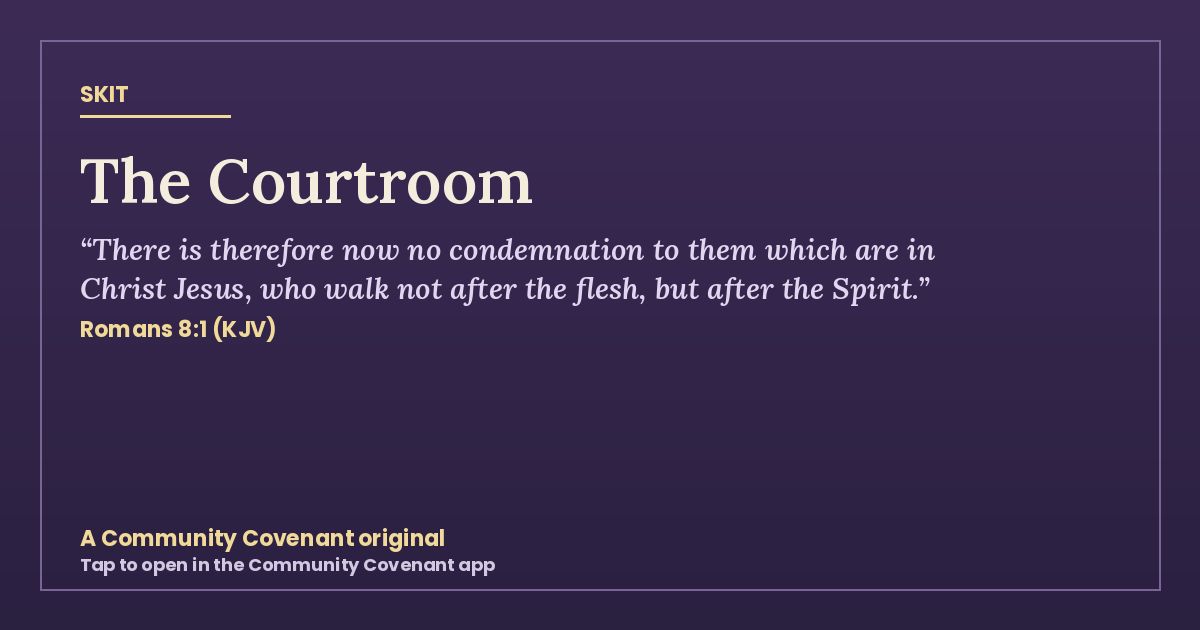 SKIT
The Courtroom
“There is therefore now no condemnation to them which are in
Christ Jesus, who walk not after the flesh, but after the Spirit.”
Romans 8:1 (KJV)
A Community Covenant original
Tap to open in the Community Covenant app